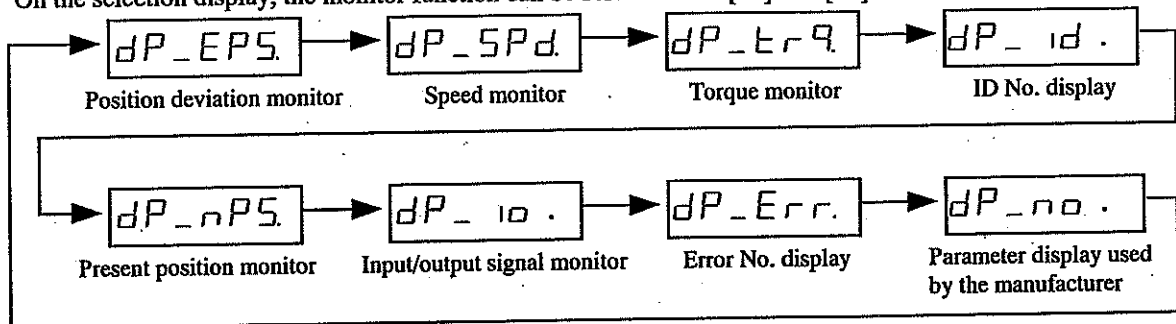 dP_EPS.
dP_SPd.
dP_trq.
dP_ id .
Position deviation monitor
Speed monitor
Torque monitor
ID No. display
dP_nPS.
dP_ io .
dP_Err.
dP_no .
Present position monitor
Input/output signal monitor
Error No. display
Parameter display used
by the manufacturer